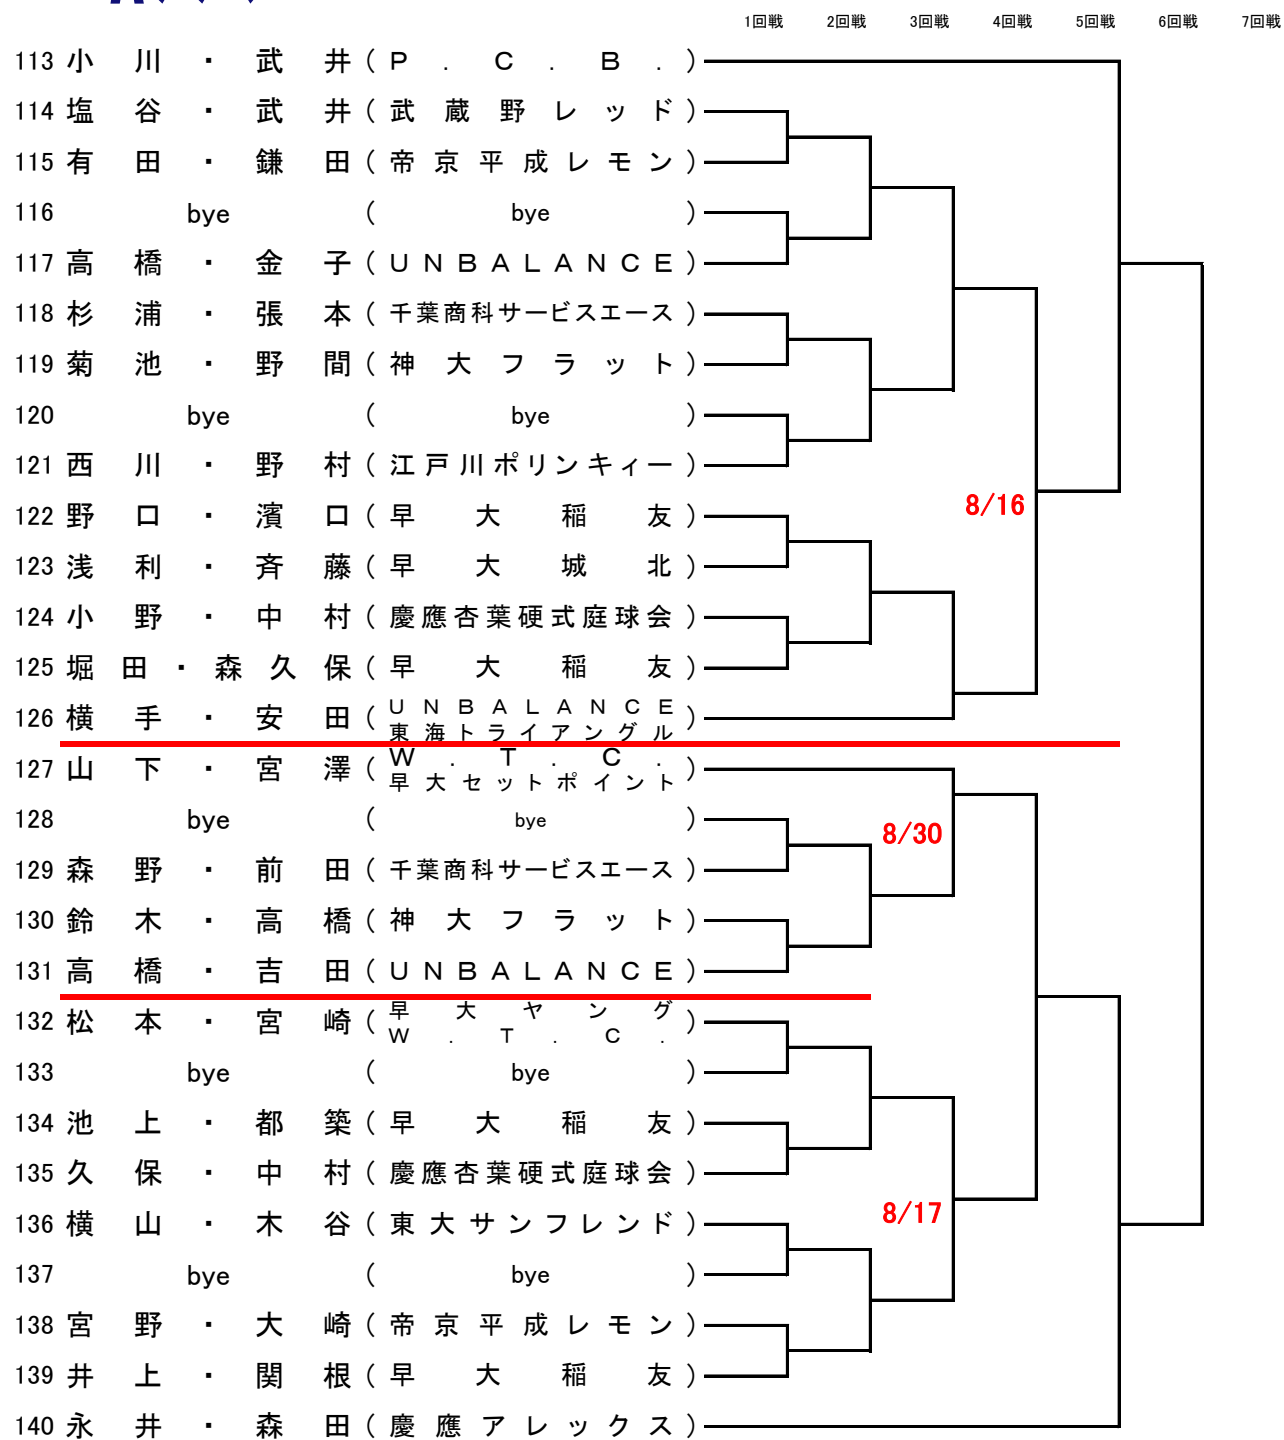 1回戦 2回戦 3回戦 4回戦 5回戦 6回戦 7回戦
113 小川・武井 (P.C.B.)
114 塩谷・武井 (武蔵野レッド)
115 有田・鎌田 (帝京平成レモン)
116 bye (bye)
117 高橋・金子 (UNBALANCE)
118 杉浦・張本 (千葉商科サービスエース)
119 菊池・野間 (神大フラット)
120 bye (bye)
121 西川・野村 (江戸川ポリンキィー)
122 野口・濱口 (早大稲友)
8/16
123 浅利・斉藤 (早大城北)
124 小野・中村 (慶應杏葉硬式庭球会)
125 堀田・森久保 (早大稲友)
126 横手・安田 (UNBALANCE
東海トライアングル)
127 山下・宮澤 (W.T.C.
早大セットポイント)
128 bye (bye)
8/30
129 森野・前田 (千葉商科サービスエース)
130 鈴木・高橋 (神大フラット)
131 高橋・吉田 (UNBALANCE)
132 松本・宮崎 (早大ヤング
W.T.C.)
133 bye (bye)
134 池上・都築 (早大稲友)
135 久保・中村 (慶應杏葉硬式庭球会)
136 横山・木谷 (東大サンフレンド)
8/17
137 bye (bye)
138 宮野・大崎 (帝京平成レモン)
139 井上・関根 (早大稲友)
140 永井・森田 (慶應アレックス)